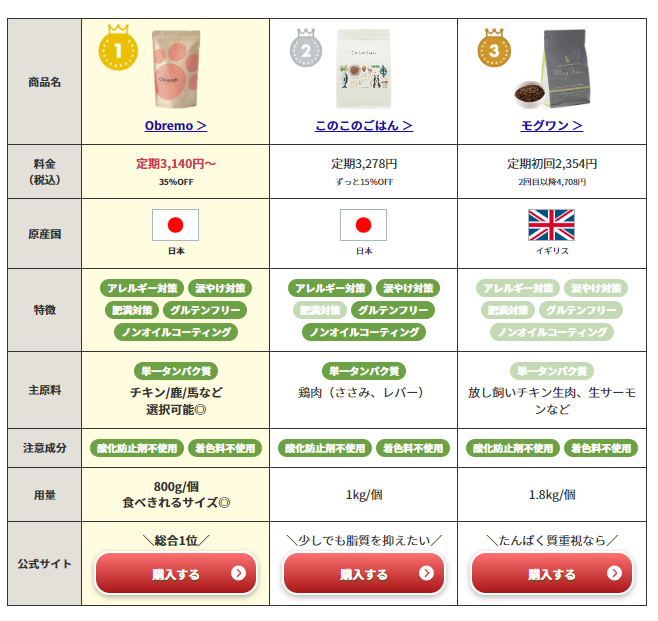 商品名
1
Obremo
Obremo ＞
2
このこのごはん
このこのごはん ＞
3
モグワン ＞
料金
（税込）
定期3,140円～
35%OFF
定期3,278円
ずっと15%OFF
定期初回2,354円
2回目以降4,708円
原産国
日本
日本
イギリス
特徴
アレルギー対策 涙やけ対策
肥満対策 グルテンフリー
ノンオイルコーティング
アレルギー対策 涙やけ対策
肥満対策 グルテンフリー
ノンオイルコーティング
アレルギー対策 涙やけ対策
肥満対策 グルテンフリー
ノンオイルコーティング
主原料
単一タンパク質
チキン/鹿/馬など
選択可能◎
単一タンパク質
鶏肉（ささみ、レバー）
単一タンパク質
放し飼いチキン生肉、生サーモ
ンなど
注意成分
酸化防止剤不使用 着色料不使用
酸化防止剤不使用 着色料不使用
酸化防止剤不使用 着色料不使用
用量
800g/個
食べきれるサイズ◎
1kg/個
1.8kg/個
公式サイト
＼総合1位／
購入する
＼少しでも脂質を抑えたい／
購入する
＼たんぱく質重視なら／
購入する